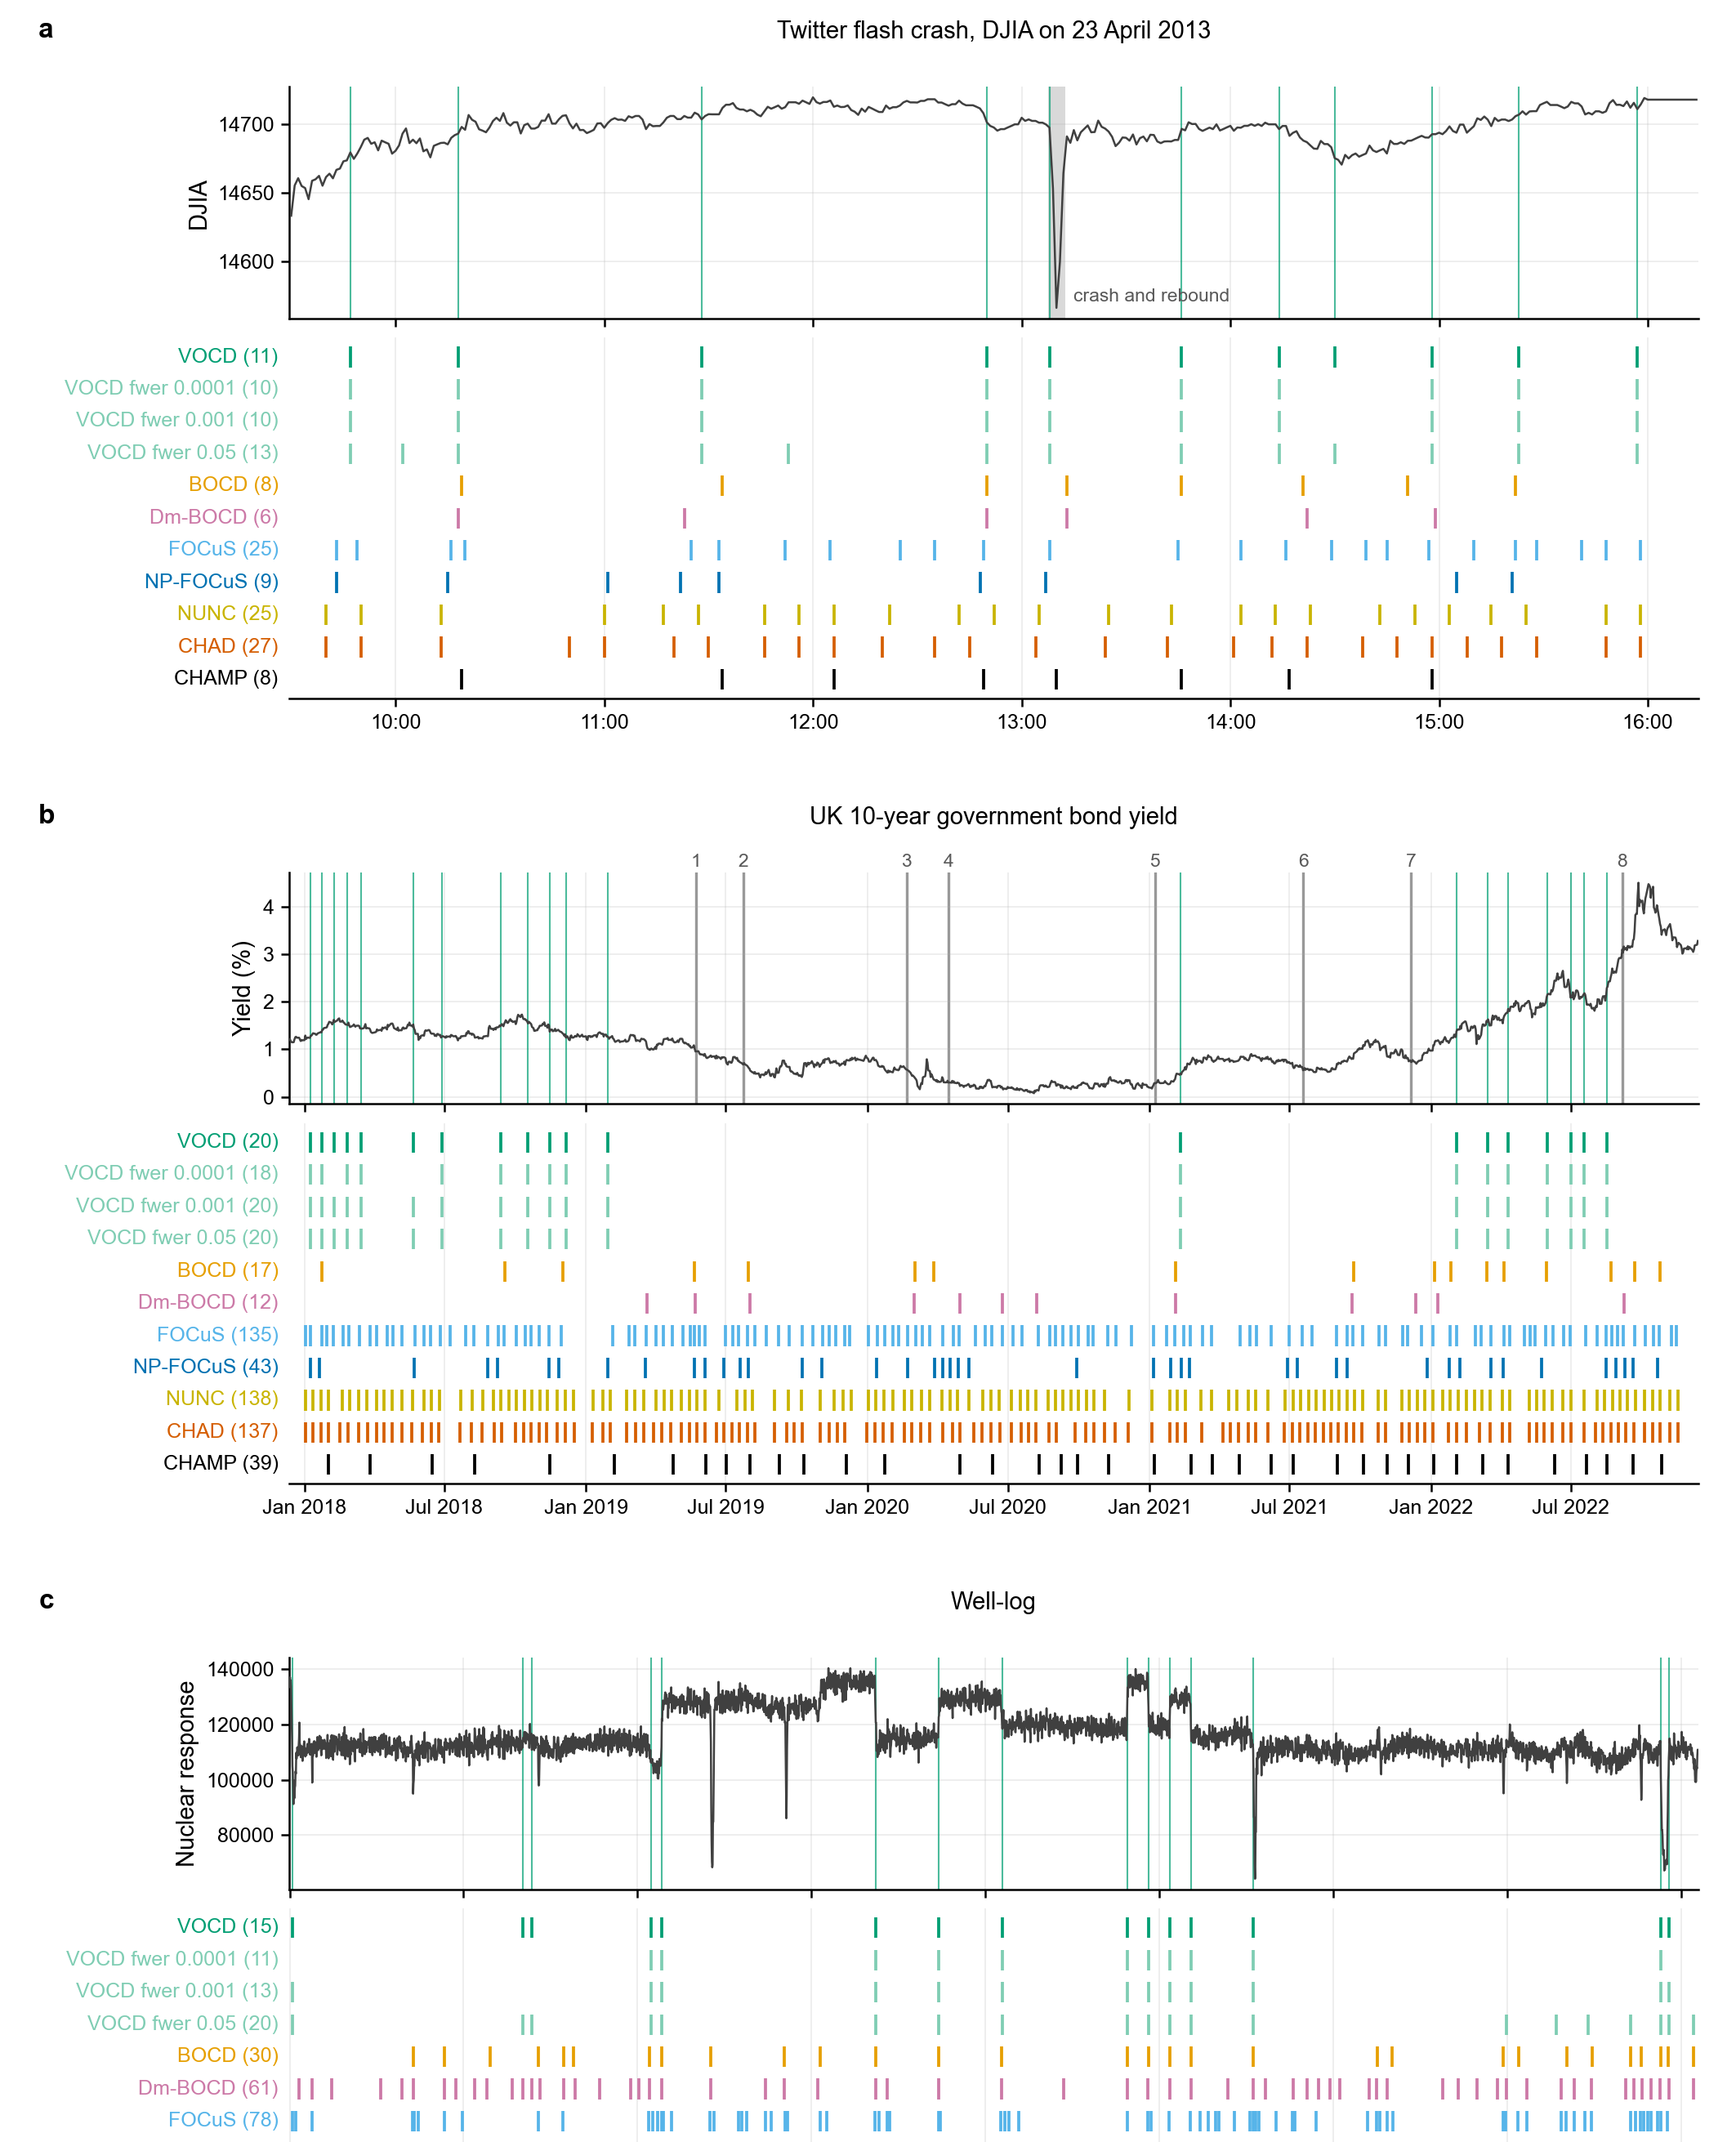 a
Twitter flash crash, DJIA on 23 April 2013
14700
14650
14600
DJIA
crash and rebound
VOCD (11)
VOCD fwer 0.0001 (10)
VOCD fwer 0.001 (10)
VOCD fwer 0.05 (13)
BOCD (8)
Dm-BOCD (6)
FOCuS (25)
NP-FOCuS (9)
NUNC (25)
CHAD (27)
CHAMP (8)
10:00 11:00 12:00 13:00 14:00 15:00 16:00
b
UK 10-year government bond yield
1 2 3 4 5 6 7 8
4
3
2
1
0
Yield (%)
VOCD (20)
VOCD fwer 0.0001 (18)
VOCD fwer 0.001 (20)
VOCD fwer 0.05 (20)
BOCD (17)
Dm-BOCD (12)
FOCuS (135)
NP-FOCuS (43)
NUNC (138)
CHAD (137)
CHAMP (39)
Jan 2018 Jul 2018 Jan 2019 Jul 2019 Jan 2020 Jul 2020 Jan 2021 Jul 2021 Jan 2022 Jul 2022
c
Well-log
140000
120000
100000
80000
Nuclear response
VOCD (15)
VOCD fwer 0.0001 (11)
VOCD fwer 0.001 (13)
VOCD fwer 0.05 (20)
BOCD (30)
Dm-BOCD (61)
FOCuS (78)